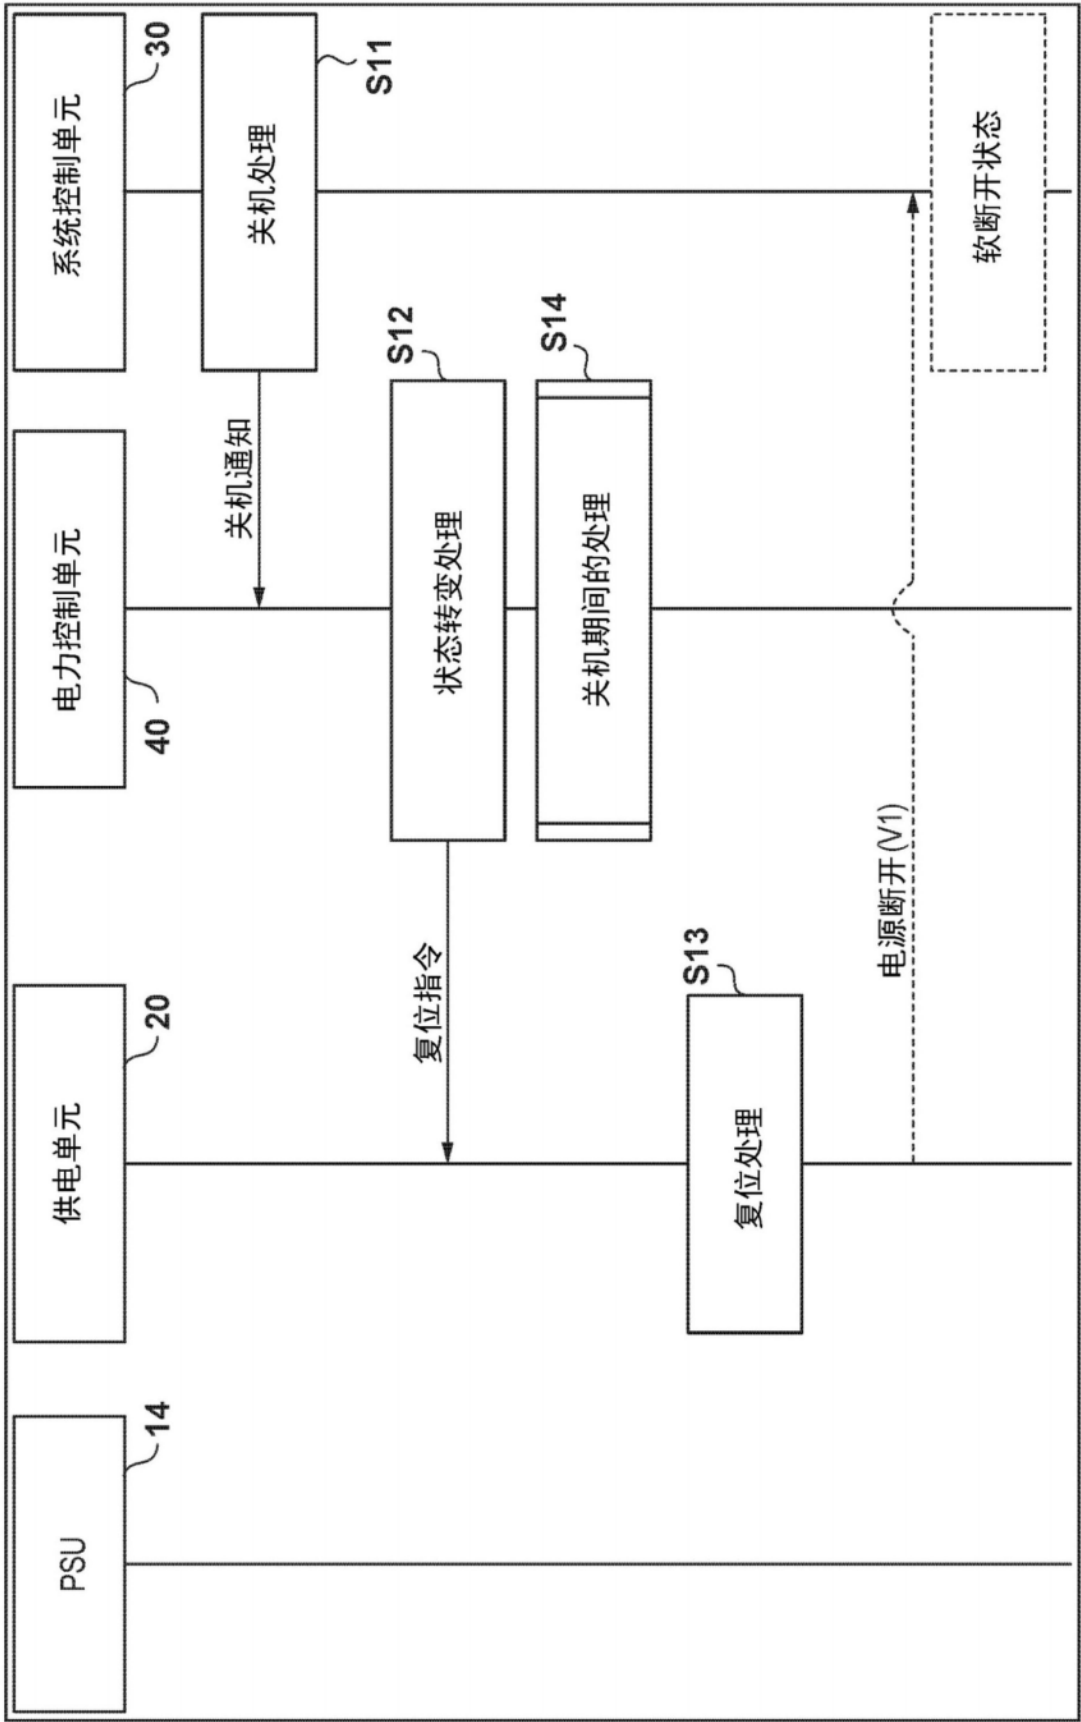 PSU
14
供电单元
20
电力控制单元
40
系统控制单元
30
关机处理
S11
关机通知
状态转变处理
S12
复位指令
关机期间的处理
S14
复位处理
S13
电源断开(V1)
软断开状态